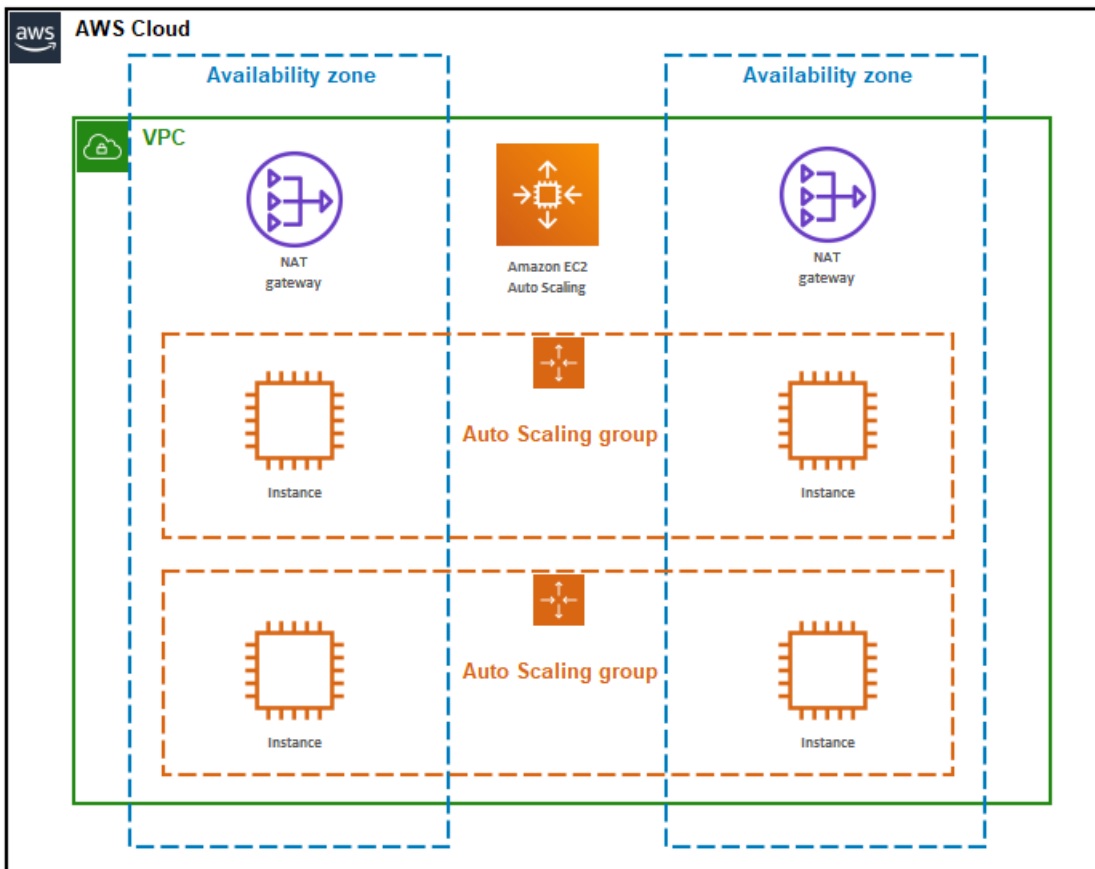 aws
AWS Cloud
Availability zone
Availability zone
VPC
NAT
gateway
Amazon EC2
Auto Scaling
NAT
gateway
Auto Scaling group
Instance
Instance
Auto Scaling group
Instance
Instance